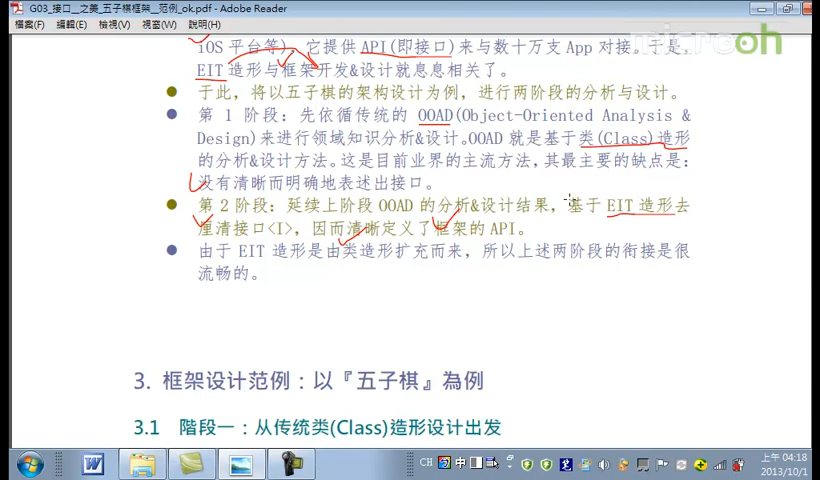 G03_接口__之美_五子棋框架__范例_ok.pdf - Adobe Reader
檔案(F) 編輯(E) 檢視(V) 視窗(W) 說明(H)
microoh
iOS 平台等)，它提供 API(即接口)来与数十万支 App 对接。于是，
EIT 造形与框架开发&设计就息息相关了。
于此，将以五子棋的架构设计为例，进行两阶段的分析与设计。
第 1 阶段：先依循传统的 OOAD(Object-Oriented Analysis &
Design)来进行领域知识分析&设计。OOAD 就是基于类(Class)造形
的分析&设计方法。这是目前业界的主流方法，其最主要的缺点是：
没有清晰而明确地表述出接口。
第 2 阶段：延续上阶段 OOAD 的分析&设计结果，基于 EIT 造形去
厘清接口<I>，因而清晰定义了框架的 API。
由于 EIT 造形是由类造形扩充而来，所以上述两阶段的衔接是很
流畅的。
3. 框架设计范例：以『五子棋』為例
3.1 階段一：从传统类(Class)造形设计出发
CH 中
上午 04:18
2013/10/1